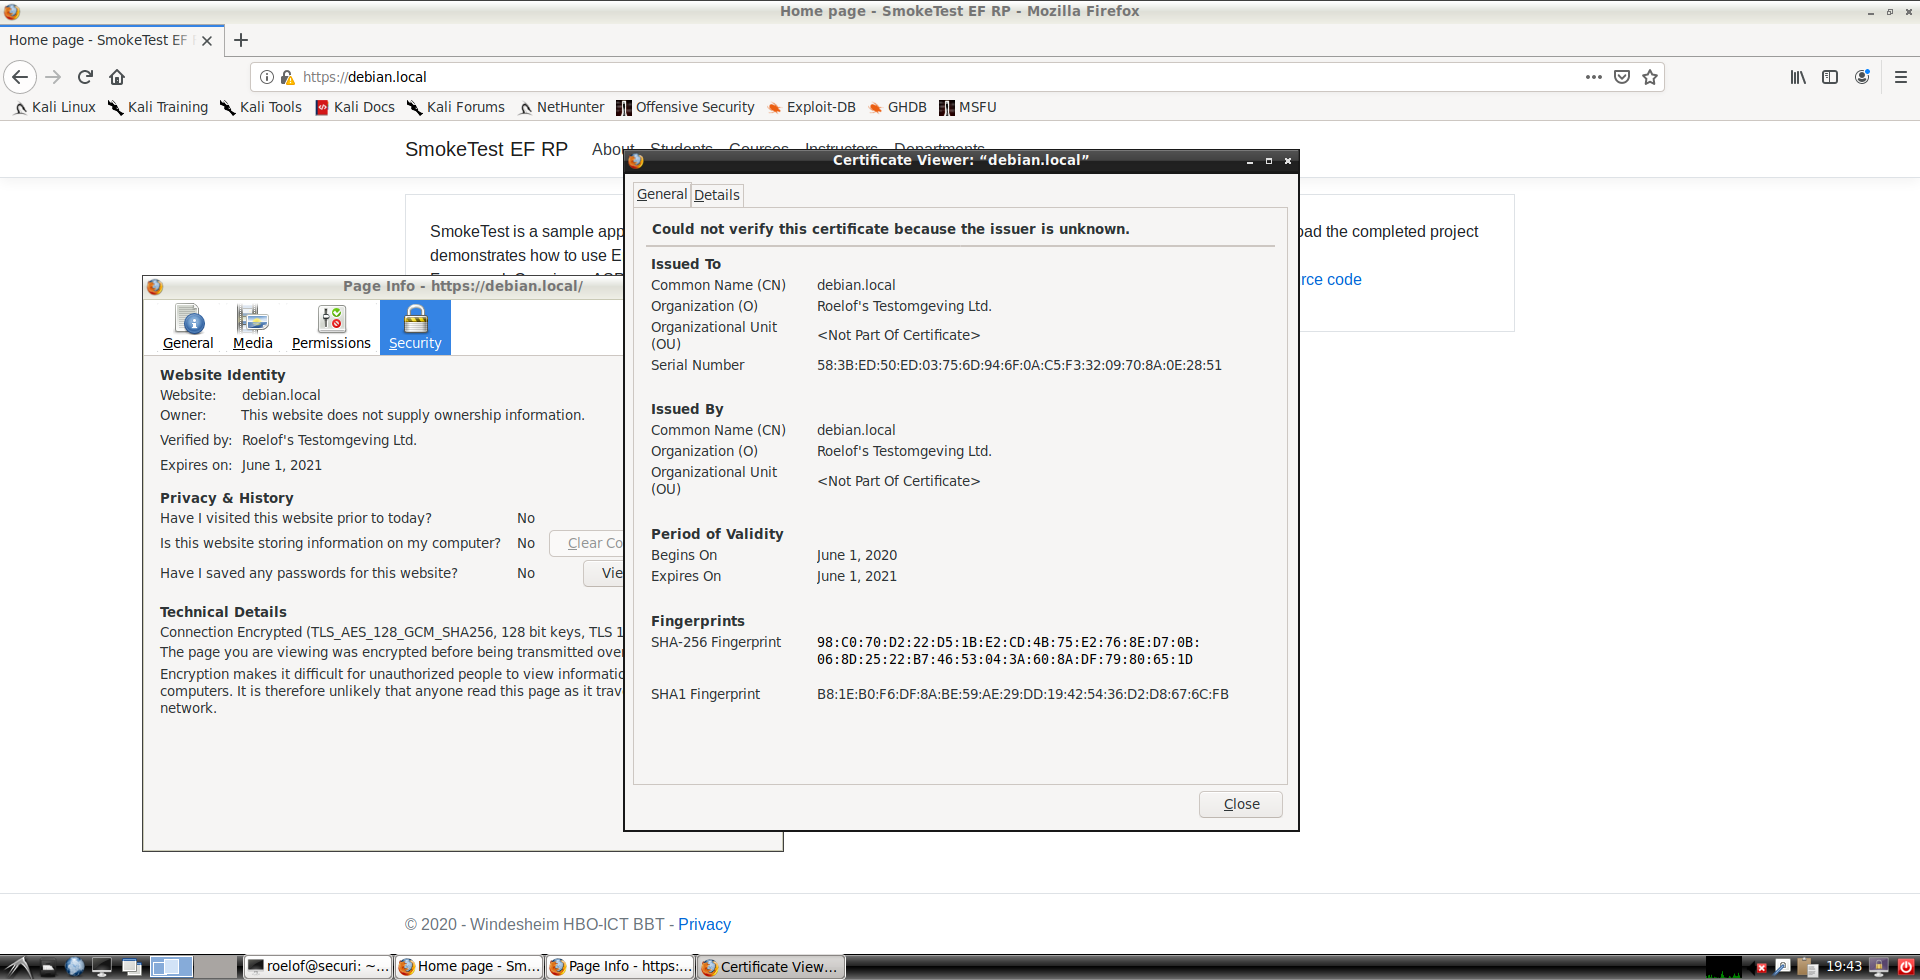 Home page - SmokeTest EF RP - Mozilla Firefox
Home page - SmokeTest EF
https://debian.local
Kali Linux Kali Training Kali Tools Kali Docs Kali Forums NetHunter Offensive Security Exploit-DB GHDB MSFU
SmokeTest EF RP About Students Courses Instructors Departments
SmokeTest is a sample app
demonstrates how to use E
oad the completed project
rce code
Page Info - https://debian.local/
General Media Permissions Security
Website Identity
Website: debian.local
Owner: This website does not supply ownership information.
Verified by: Roelof's Testomgeving Ltd.
Expires on: June 1, 2021
Privacy & History
Have I visited this website prior to today? No
Is this website storing information on my computer? No Clear Co
Have I saved any passwords for this website? No Vie
Technical Details
Connection Encrypted (TLS_AES_128_GCM_SHA256, 128 bit keys, TLS 1
The page you are viewing was encrypted before being transmitted over
Encryption makes it difficult for unauthorized people to view informatio
computers. It is therefore unlikely that anyone read this page as it trav
network.
Certificate Viewer: “debian.local”
General Details
Could not verify this certificate because the issuer is unknown.
Issued To
Common Name (CN) debian.local
Organization (O) Roelof's Testomgeving Ltd.
Organizational Unit
(OU) <Not Part Of Certificate>
Serial Number 58:3B:ED:50:ED:03:75:6D:94:6F:0A:C5:F3:32:09:70:8A:0E:28:51
Issued By
Common Name (CN) debian.local
Organization (O) Roelof's Testomgeving Ltd.
Organizational Unit
(OU) <Not Part Of Certificate>
Period of Validity
Begins On June 1, 2020
Expires On June 1, 2021
Fingerprints
SHA-256 Fingerprint 98:C0:70:D2:22:D5:1B:E2:CD:4B:75:E2:76:8E:D7:0B:
06:8D:25:22:B7:46:53:04:3A:60:8A:DF:79:80:65:1D
SHA1 Fingerprint B8:1E:B0:F6:DF:8A:BE:59:AE:29:DD:19:42:54:36:D2:D8:67:6C:FB
Close
© 2020 - Windesheim HBO-ICT BBT - Privacy
roelof@securi: ~... Home page - Sm... Page Info - https:... Certificate View... 19:43